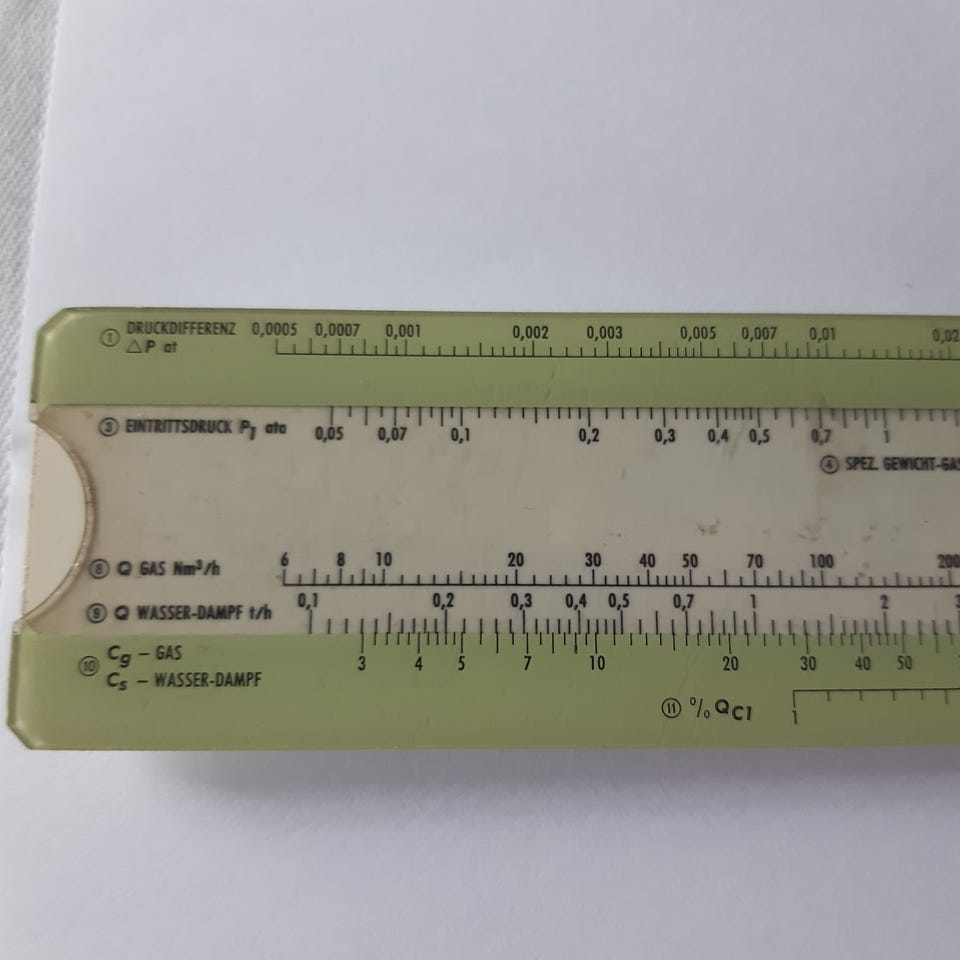 ① DRUCKDIFFERENZ 0,0005 0,0007 0,001 0,002 0,003 0,005 0,007 0,01 0,02
△P at
③ EINTRITTSDRUCK P₁ ata 0,05 0,07 0,1 0,2 0,3 0,4 0,5 0,7 1
④ SPEZ. GEWICHT-GAS
6 8 10 20 30 40 50 70 100 200
⑧ Q GAS Nm³/h
0,1 0,2 0,3 0,4 0,5 0,7 1 2 3
⑨ Q WASSER-DAMPF t/h
⑩ Cg – GAS
Cs – WASSER-DAMPF
3 4 5 7 10 20 30 40 50
⑪ % QC1 1